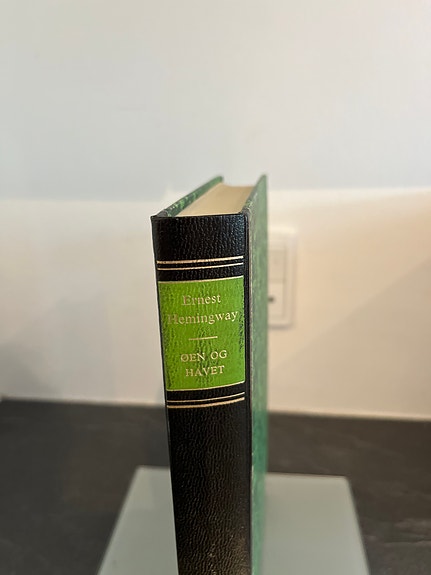 Ernest
Hemingway
ØEN OG
HAVET